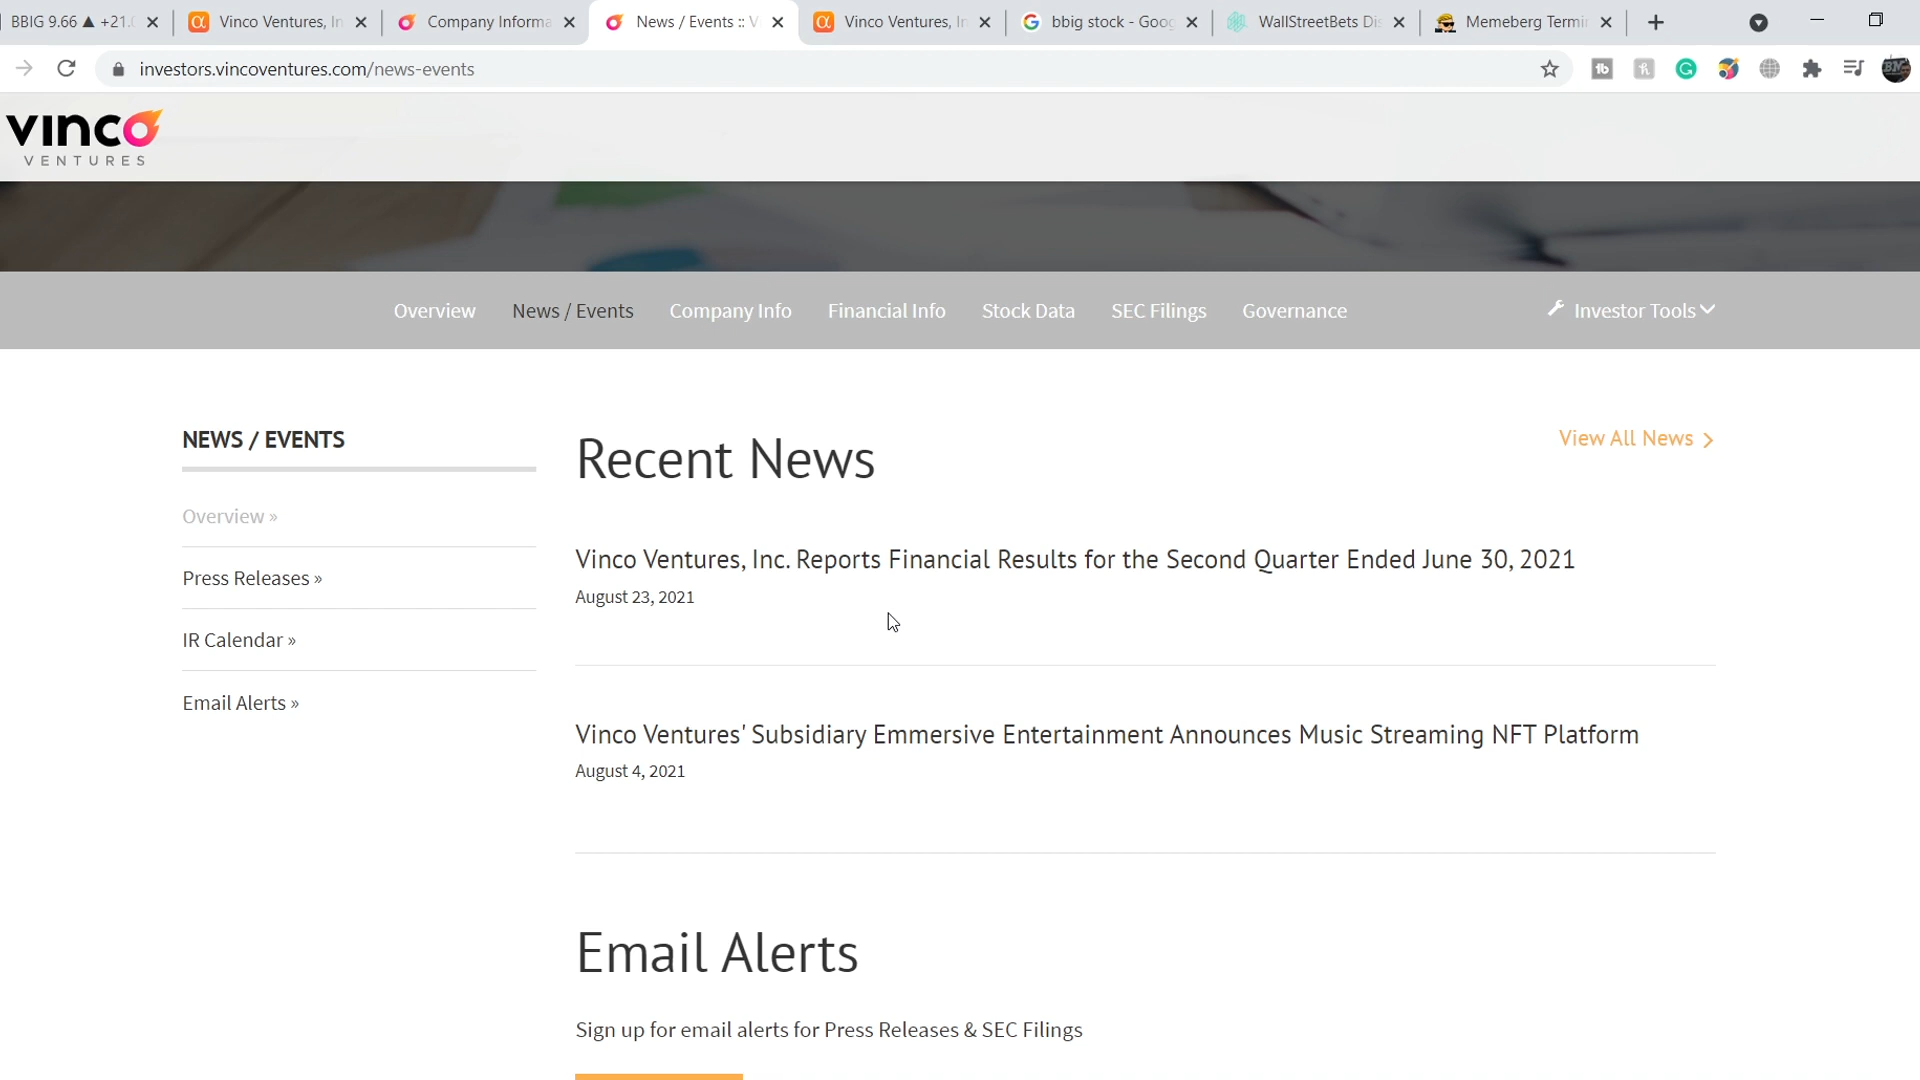 BBIG 9.66 ▲ +21.
Vinco Ventures, In
Company Informa
News / Events :: V
Vinco Ventures, In
bbig stock - Goog
WallStreetBets Dis
Memeberg Termi
investors.vincoventures.com/news-events
vinco
VENTURES
Overview
News / Events
Company Info
Financial Info
Stock Data
SEC Filings
Governance
Investor Tools
NEWS / EVENTS
Overview »
Press Releases »
IR Calendar »
Email Alerts »
Recent News
View All News >
Vinco Ventures, Inc. Reports Financial Results for the Second Quarter Ended June 30, 2021
August 23, 2021
Vinco Ventures' Subsidiary Emmersive Entertainment Announces Music Streaming NFT Platform
August 4, 2021
Email Alerts
Sign up for email alerts for Press Releases & SEC Filings